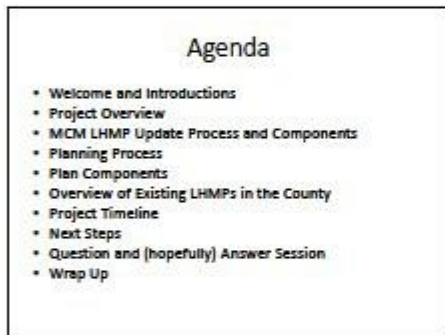 Agenda
• Welcome and Introductions
• Project Overview
• MCM LHMP Update Process and Components
• Planning Process
• Plan Components
• Overview of Existing LHMPs in the County
• Project Timeline
• Next Steps
• Question and (hopefully) Answer Session
• Wrap Up